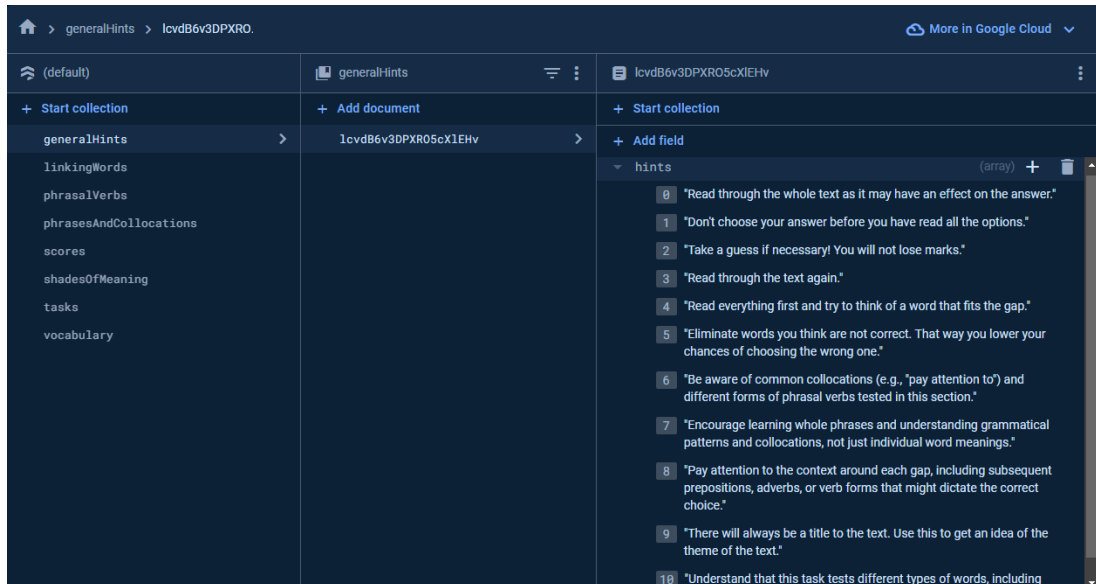 generalHints > lcvdB6v3DPXRO.
More in Google Cloud
(default)
generalHints
lcvdB6v3DPXRO5cXlEHv
+ Start collection
+ Add document
+ Start collection
generalHints
linkingWords
phrasalVerbs
phrasesAndCollocations
scores
shadesOfMeaning
tasks
vocabulary
lcvdB6v3DPXRO5cXlEHv
+ Add field
hints (array)
0 "Read through the whole text as it may have an effect on the answer."
1 "Don't choose your answer before you have read all the options."
2 "Take a guess if necessary! You will not lose marks."
3 "Read through the text again."
4 "Read everything first and try to think of a word that fits the gap."
5 "Eliminate words you think are not correct. That way you lower your
chances of choosing the wrong one."
6 "Be aware of common collocations (e.g., "pay attention to") and
different forms of phrasal verbs tested in this section."
7 "Encourage learning whole phrases and understanding grammatical
patterns and collocations, not just individual word meanings."
8 "Pay attention to the context around each gap, including subsequent
prepositions, adverbs, or verb forms that might dictate the correct
choice."
9 "There will always be a title to the text. Use this to get an idea of the
theme of the text."
10 "Understand that this task tests different types of words, including